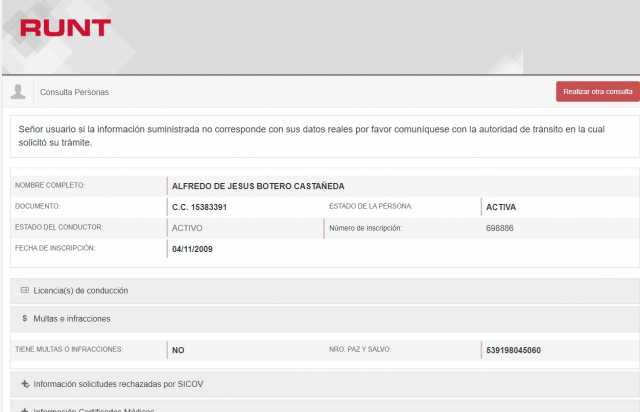 RUNT
Consulta Personas
Realizar otra consulta
Señor usuario si la información suministrada no corresponde con sus datos reales por favor comuníquese con la autoridad de tránsito en la cual
solicitó su trámite.
NOMBRE COMPLETO: ALFREDO DE JESUS BOTERO CASTAÑEDA
DOCUMENTO: C.C. 15383391 ESTADO DE LA PERSONA: ACTIVA
ESTADO DEL CONDUCTOR: ACTIVO Número de inscripción: 698886
FECHA DE INSCRIPCIÓN: 04/11/2009
Licencia(s) de conducción
$ Multas e infracciones
TIENE MULTAS O INFRACCIONES: NO NRO. PAZ Y SALVO: 539198045060
Información solicitudes rechazadas por SICOV
Información Certificados Médicos